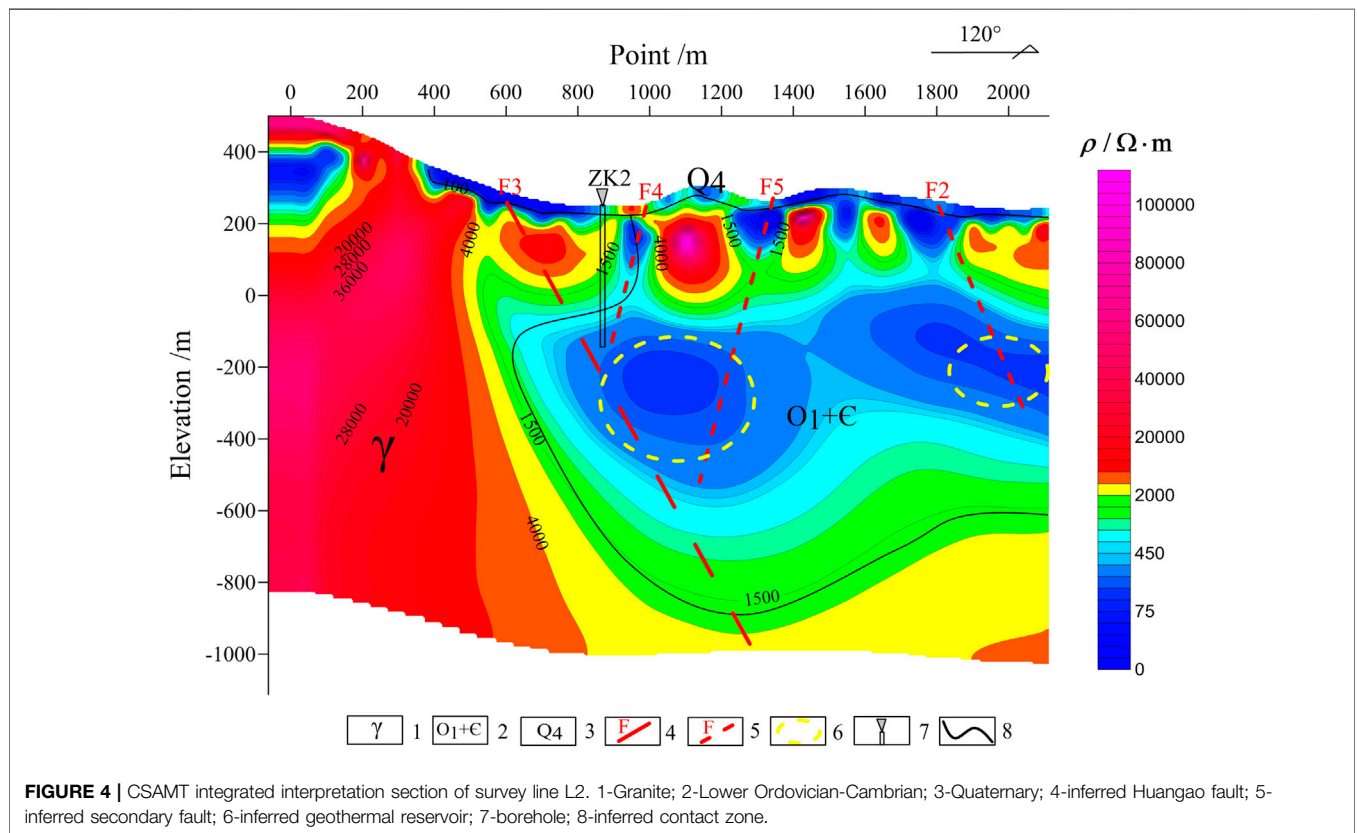 120°
Point /m
0 200 400 600 800 1000 1200 1400 1600 1800 2000
ρ / Ω·m
Elevation /m
400
200
0
-200
-400
-600
-800
-1000
100
F3
ZK2
F4
Q4
F5
F2
20000
28000
36000
4000
1500
4000
1500
1500
28000
20000
γ
1500
O1+Є
4000
1500
100000
80000
60000
40000
20000
2000
450
75
0
γ 1 O1+Є 2 Q4 3 F 4 F 5 6 7 8
FIGURE 4 | CSAMT integrated interpretation section of survey line L2. 1-Granite; 2-Lower Ordovician-Cambrian; 3-Quaternary; 4-inferred Huangao fault; 5-
inferred secondary fault; 6-inferred geothermal reservoir; 7-borehole; 8-inferred contact zone.